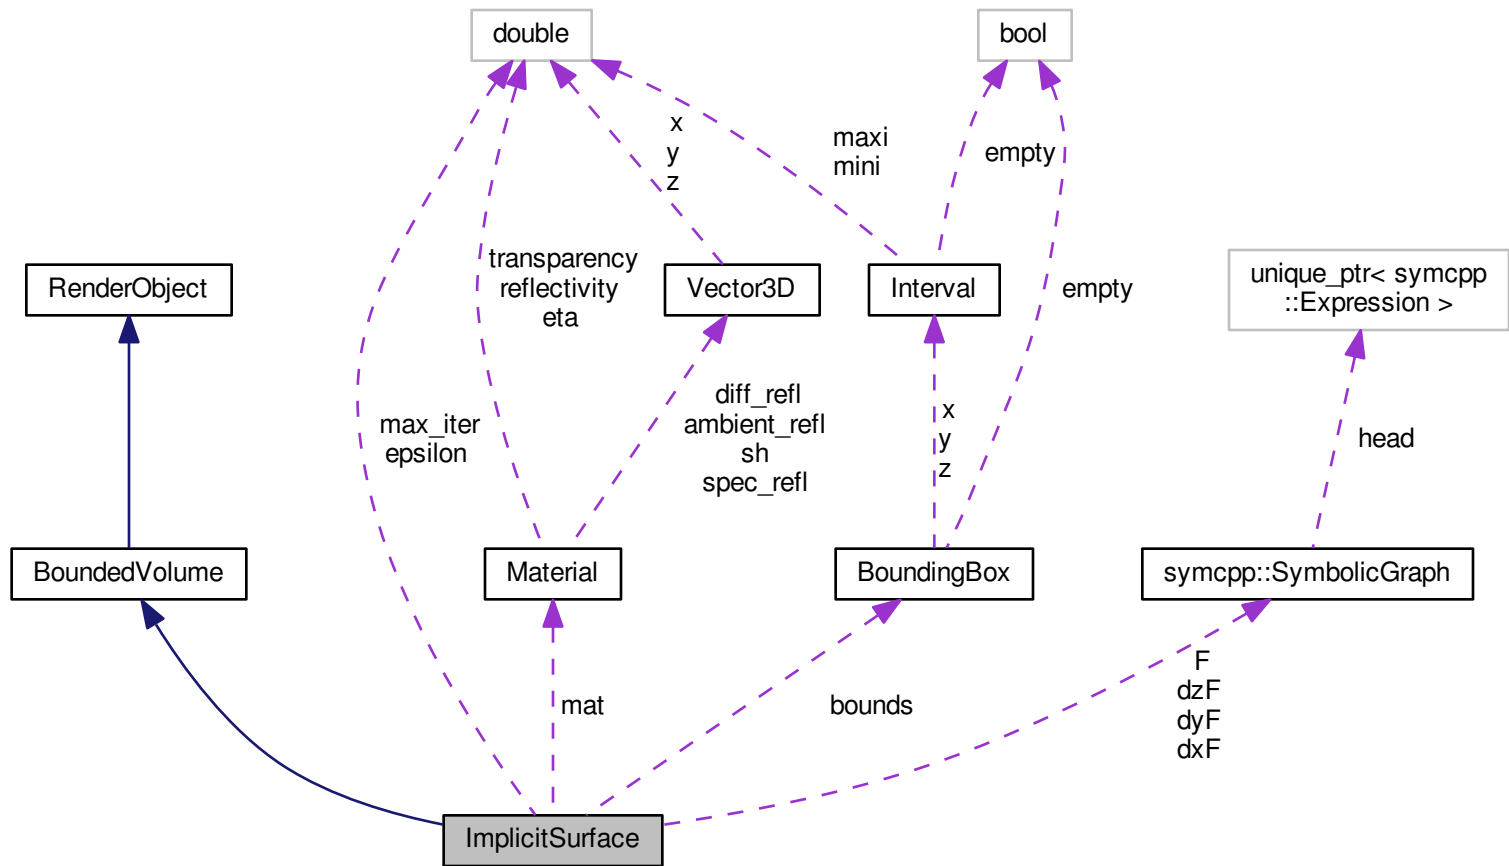 double
bool
x
y
z
maxi
mini
empty
RenderObject
transparency
reflectivity
eta
Vector3D
Interval
empty
unique_ptr< symcpp
::Expression >
max_iter
epsilon
diff_refl
ambient_refl
sh
spec_refl
x
y
z
head
BoundedVolume
Material
BoundingBox
symcpp::SymbolicGraph
mat
bounds
F
dzF
dyF
dxF
ImplicitSurface